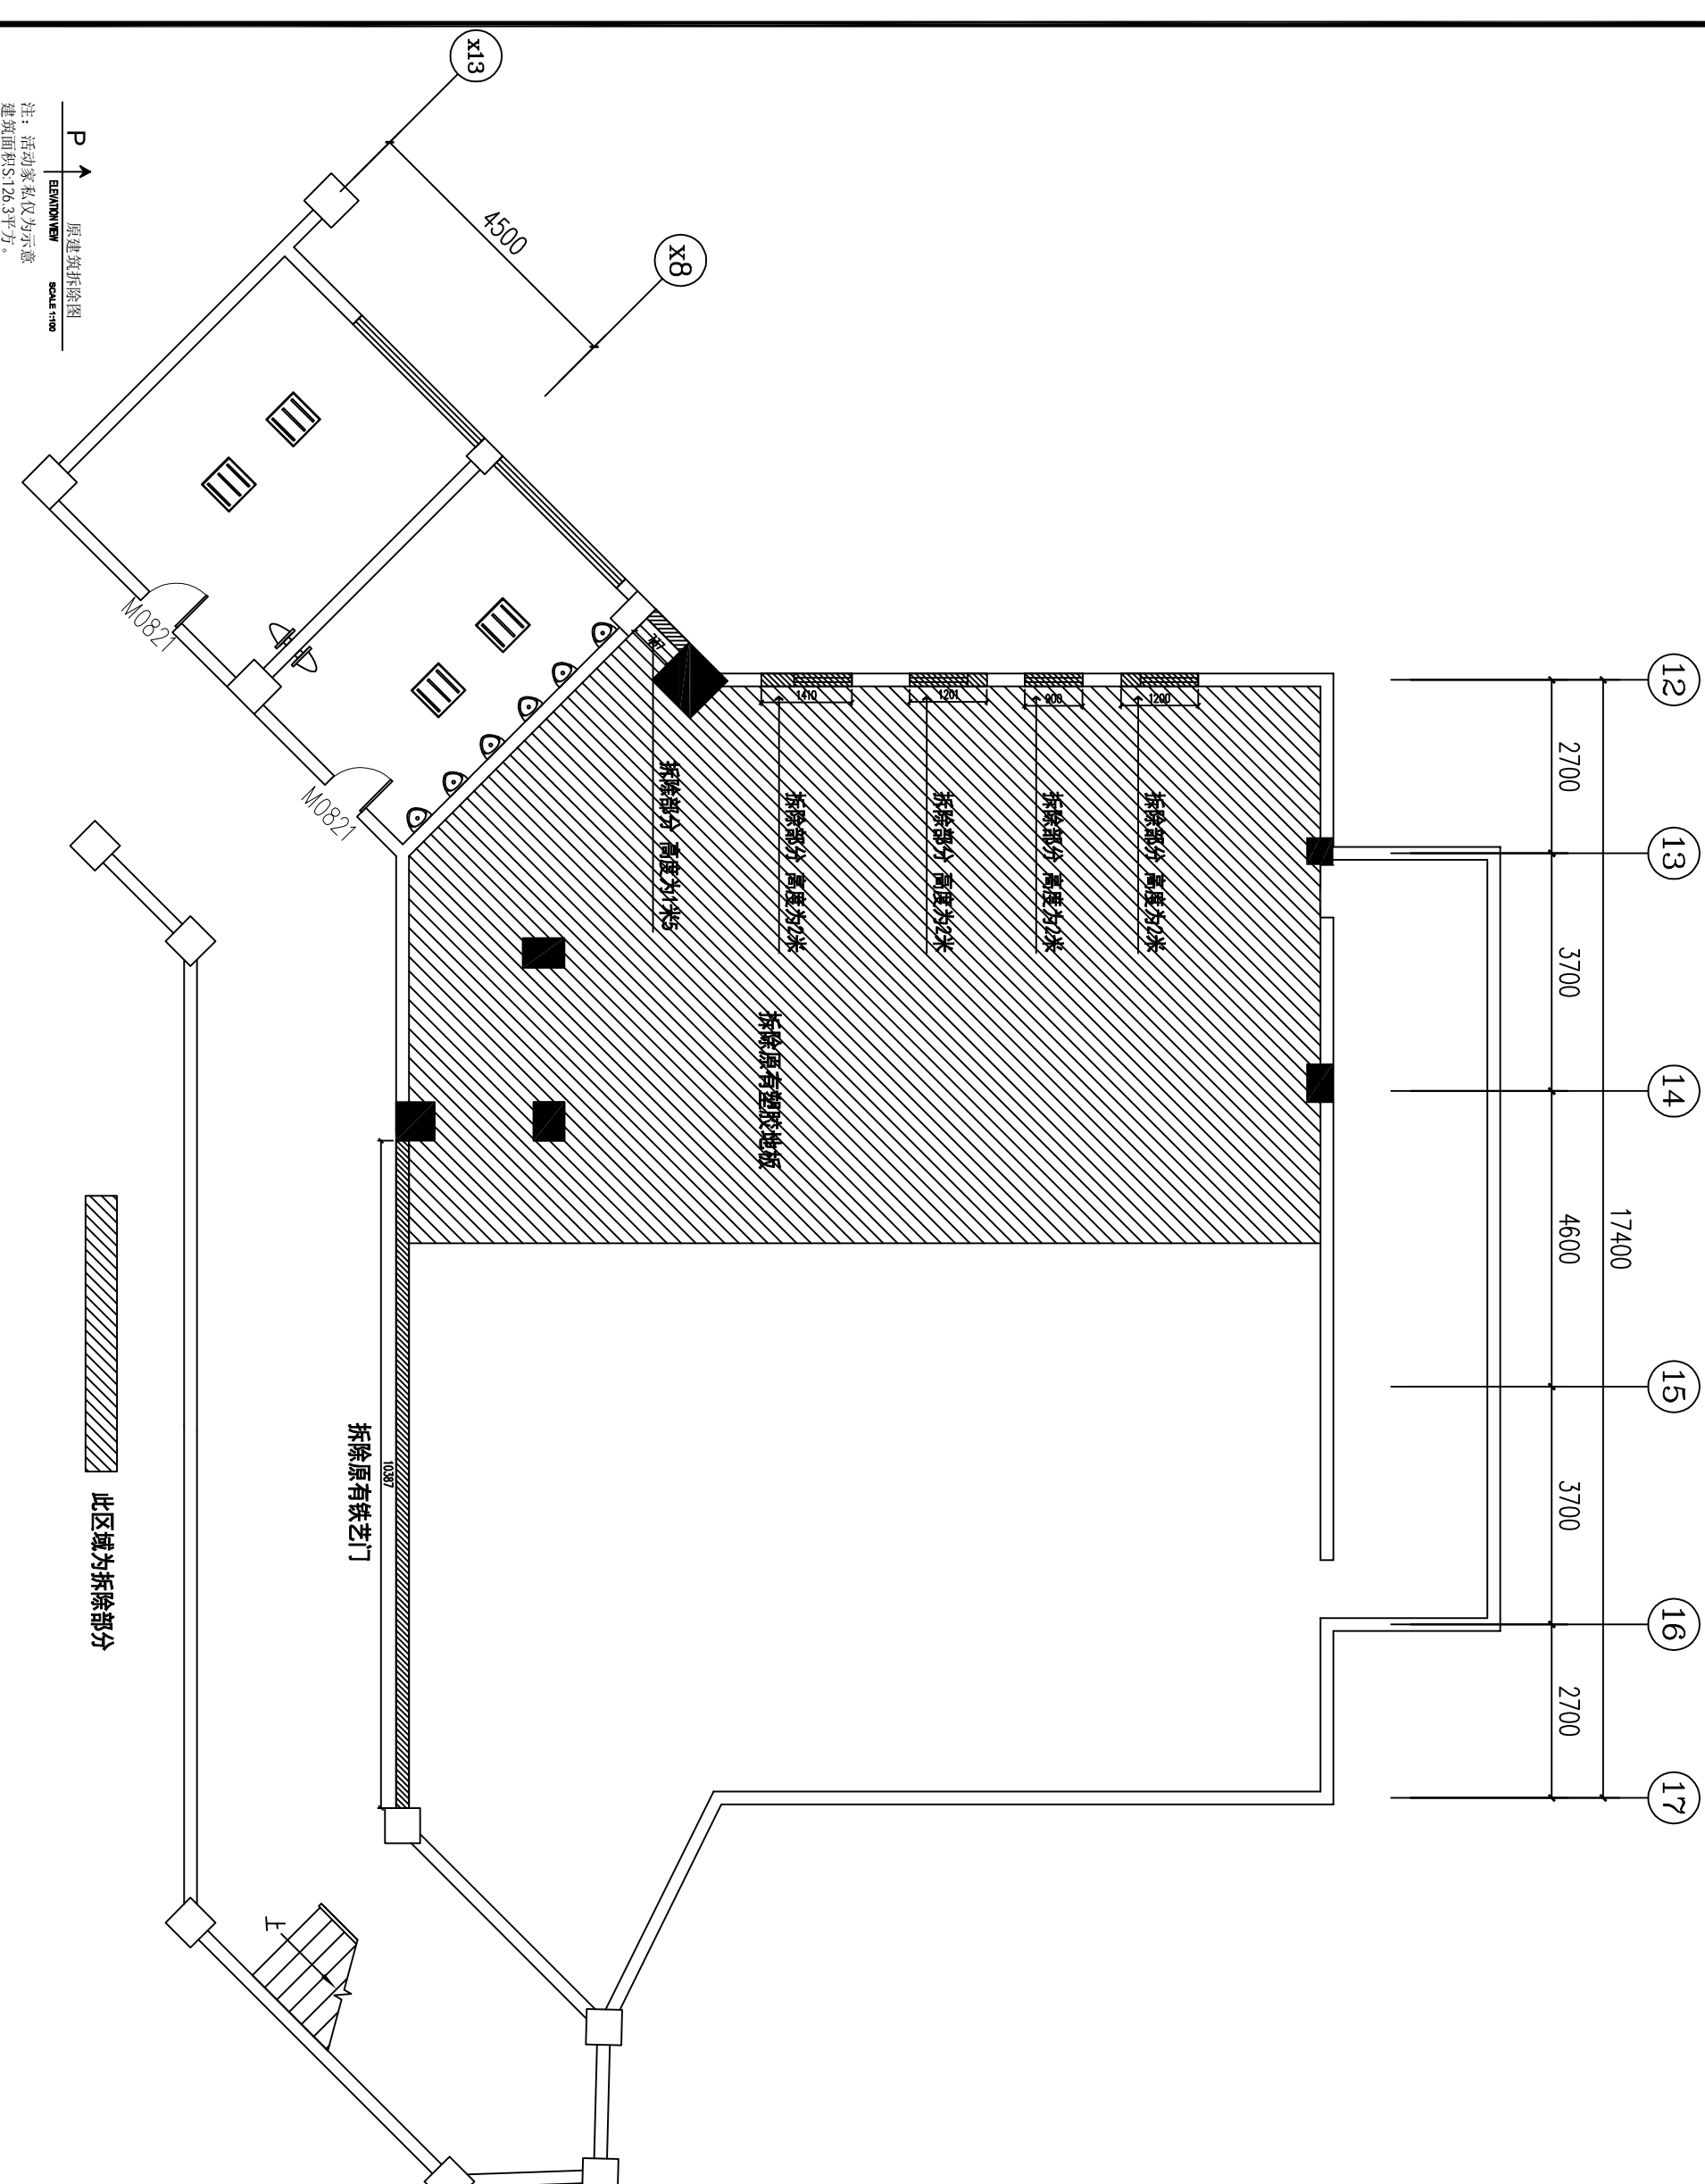 12
13
14
15
16
17
17400
2700
3700
4600
3700
2700
x13
x8
4500
1200
900
1201
1410
拆除部分 高度为2米
拆除部分 高度为2米
拆除部分 高度为2米
拆除部分 高度为2米
拆除部分 高度为1米5
拆除原有塑胶地板
M0821
M0821
10387
拆除原有铁艺门
上
此区域为拆除部分
P
原建筑拆除图
ELEVATION VIEW
SCALE 1:100
注：活动家私仅为示意
建筑面积S:126.3平方。